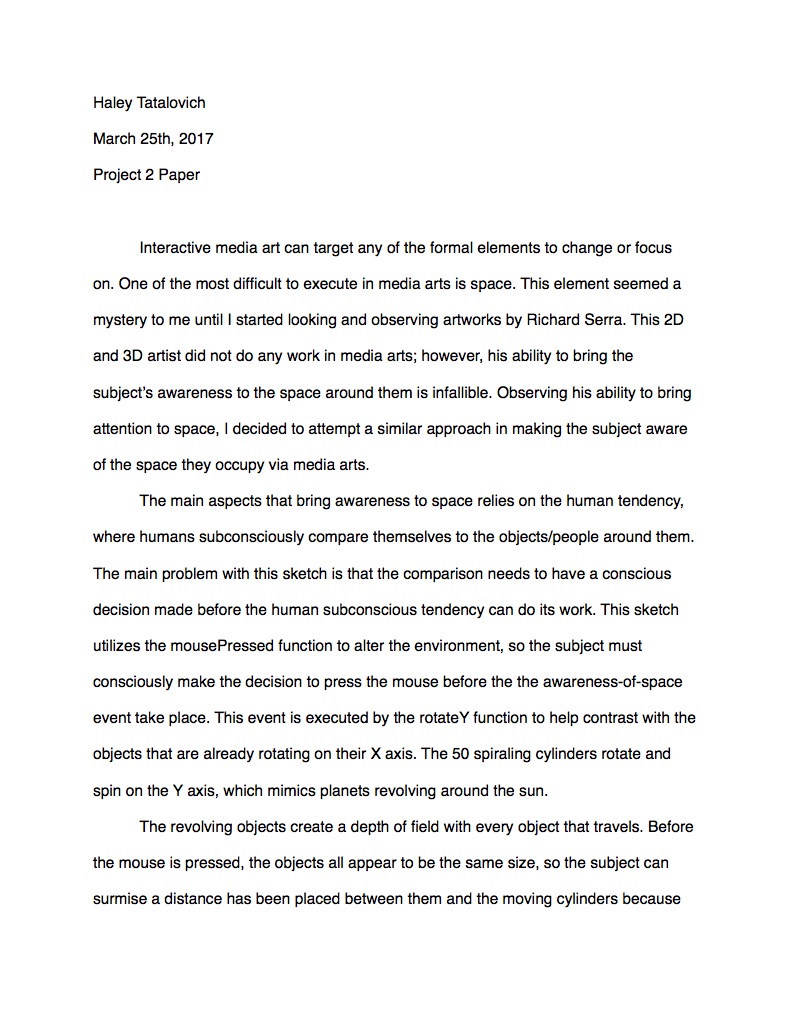 Haley Tatalovich
March 25th, 2017
Project 2 Paper
Interactive media art can target any of the formal elements to change or focus
on. One of the most difficult to execute in media arts is space. This element seemed a
mystery to me until I started looking and observing artworks by Richard Serra. This 2D
and 3D artist did not do any work in media arts; however, his ability to bring the
subject’s awareness to the space around them is infallible. Observing his ability to bring
attention to space, I decided to attempt a similar approach in making the subject aware
of the space they occupy via media arts.
The main aspects that bring awareness to space relies on the human tendency,
where humans subconsciously compare themselves to the objects/people around them.
The main problem with this sketch is that the comparison needs to have a conscious
decision made before the human subconscious tendency can do its work. This sketch
utilizes the mousePressed function to alter the environment, so the subject must
consciously make the decision to press the mouse before the the awareness-of-space
event take place. This event is executed by the rotateY function to help contrast with the
objects that are already rotating on their X axis. The 50 spiraling cylinders rotate and
spin on the Y axis, which mimics planets revolving around the sun.
The revolving objects create a depth of field with every object that travels. Before
the mouse is pressed, the objects all appear to be the same size, so the subject can
surmise a distance has been placed between them and the moving cylinders because